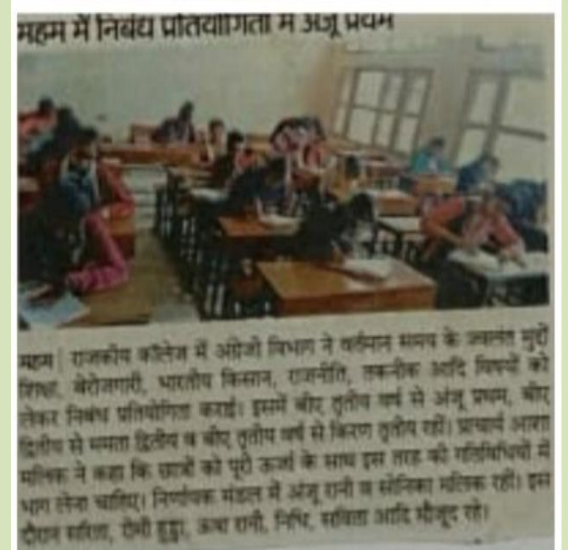 महम में निबंध प्रतियोगिता में अंजू प्रथम
महम | राजकीय कॉलेज में अंग्रेजी विभाग ने वर्तमान समय के ज्वलंत मुद्दों
शिक्षा, बेरोजगारी, भारतीय किसान, राजनीति, तकनीक आदि विषयों को
लेकर निबंध प्रतियोगिता कराई। इसमें बीए तृतीय वर्ष से अंजू प्रथम, बीए
द्वितीय से ममता द्वितीय व बीए तृतीय वर्ष से किरण तृतीय रहीं। प्राचार्य आशा
मलिक ने कहा कि छात्रों को पूरी ऊर्जा के साथ इस तरह की गतिविधियों में
भाग लेना चाहिए। निर्णायक मंडल में अंजू रानी व सोनिका मलिक रहीं। इस
दौरान सरिता, रोमी हुड्डा, ऊषा रानी, निधि, सविता आदि मौजूद रहे।